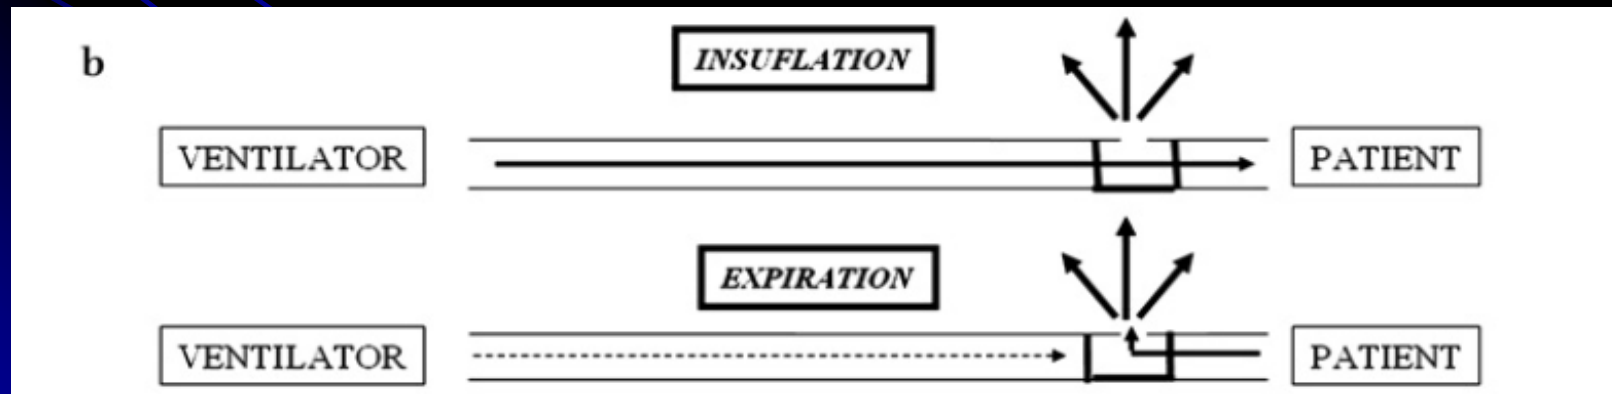 b
INSUFLATION
VENTILATOR
PATIENT
EXPIRATION
VENTILATOR
PATIENT